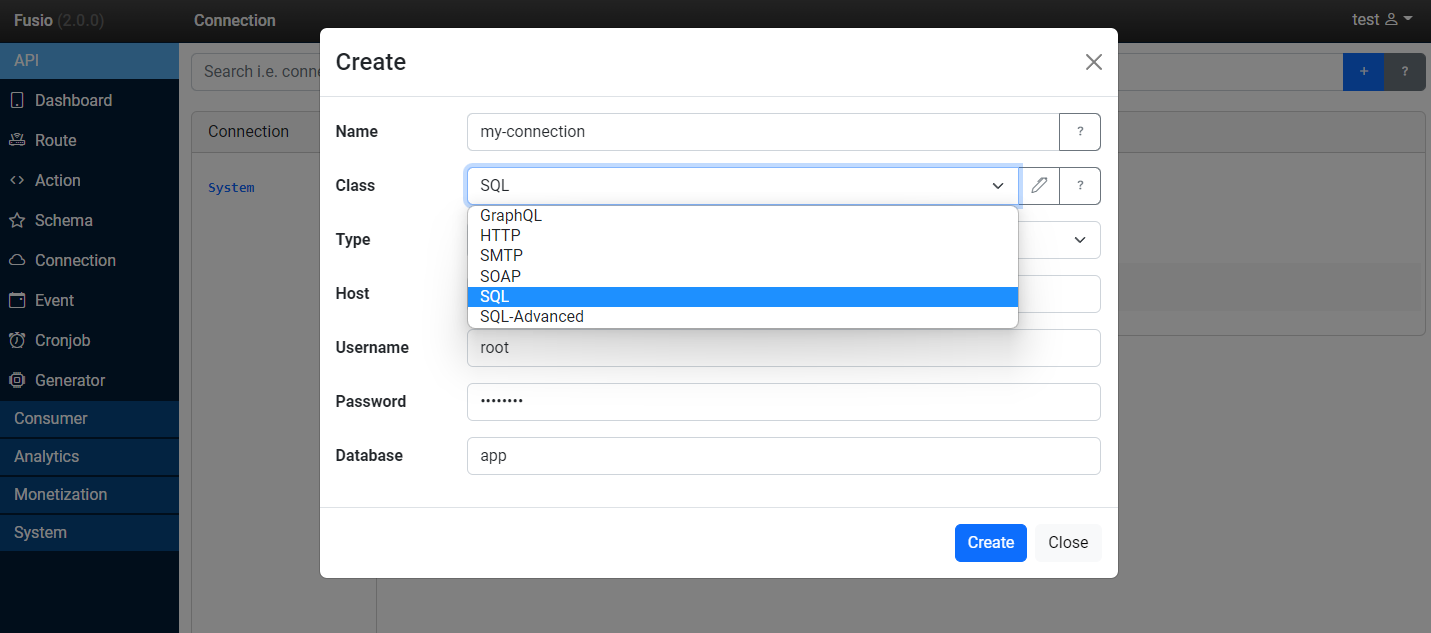 Fusio (2.0.0)
Connection
test
API
Dashboard
Route
Action
Schema
Connection
Event
Cronjob
Generator
Consumer
Analytics
Monetization
System
Search i.e. conne
+
?
Connection
System
Create
Name
my-connection
?
Class
SQL
?
GraphQL
HTTP
SMTP
SOAP
SQL
SQL-Advanced
Type
Host
Username
root
Password
••••••••
Database
app
Create
Close